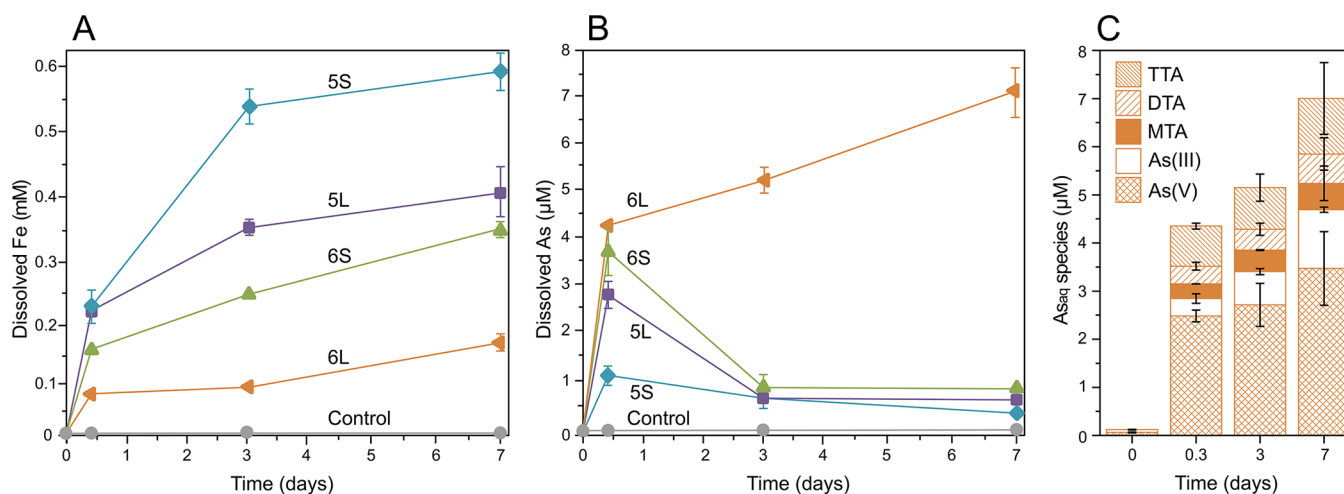 A
Dissolved Fe (mM)
0.6
0.5
0.4
0.3
0.2
0.1
0
5S
5L
6S
6L
Control
0 1 2 3 4 5 6 7
Time (days)
B
Dissolved As (µM)
8
7
6
5
4
3
2
1
0
6L
6S
5L
5S
Control
0 1 2 3 4 5 6 7
Time (days)
C
Asaq species (µM)
8
7
6
5
4
3
2
1
0
TTA
DTA
MTA
As(III)
As(V)
0 0.3 3 7
Time (days)